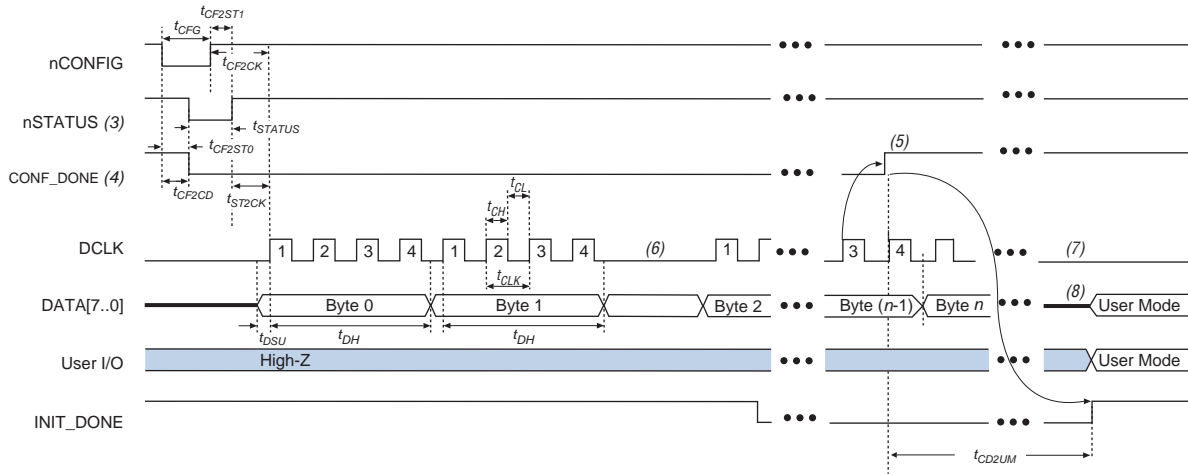 tCF2ST1
tCFG
nCONFIG
tCF2CK
nSTATUS (3)
tSTATUS
tCF2ST0
(5)
CONF_DONE (4)
tCF2CD
tST2CK
tCL
tCH
DCLK 1 2 3 4 1 2 3 4 (6) 1 3 4 (7)
tCLK
DATA[7..0] Byte 0 Byte 1 Byte 2 Byte (n-1) Byte n (8) User Mode
tDSU tDH tDH
User I/O High-Z User Mode
INIT_DONE
tCD2UM